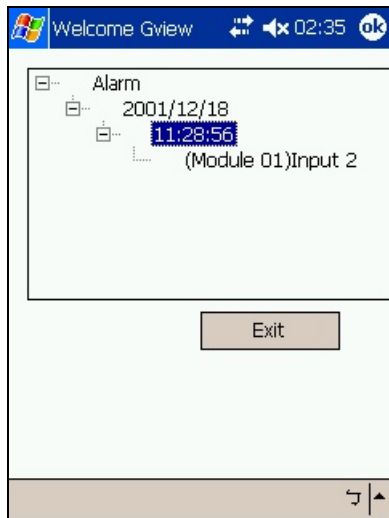 Welcome Gview 02:35 ok
Alarm
2001/12/18
11:28:56
(Module 01)Input 2
Exit
ㄅ